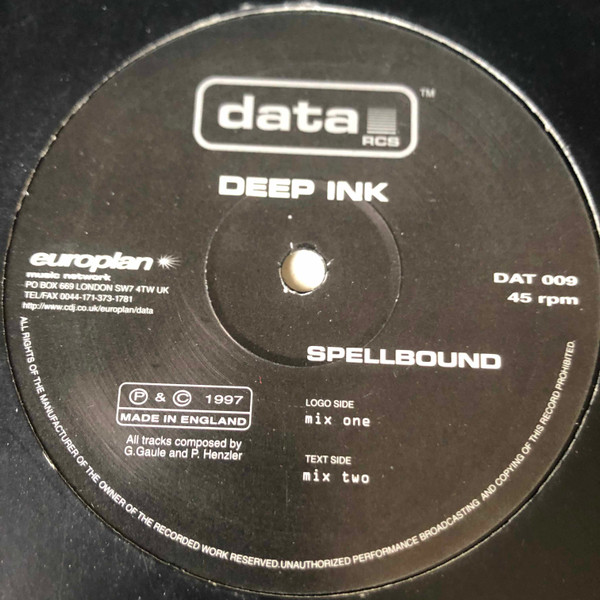 data
RCS
TM
DEEP INK
europlan
music network
PO BOX 669 LONDON SW7 4TW UK
TEL/FAX 0044-171-373-1781
http://www.cdj.co.uk/europlan/data
DAT 009
45 rpm
SPELLBOUND
LOGO SIDE
mix one
TEXT SIDE
mix two
P & C 1997
MADE IN ENGLAND
All tracks composed by
G.Gaule and P. Henzler
ALL RIGHTS OF THE MANUFACTURER OF THE OWNER OF THE RECORDED WORK RESERVED.UNAUTHORIZED PERFORMANCE BROADCASTING AND COPYING OF THIS RECORD PROHIBITED.